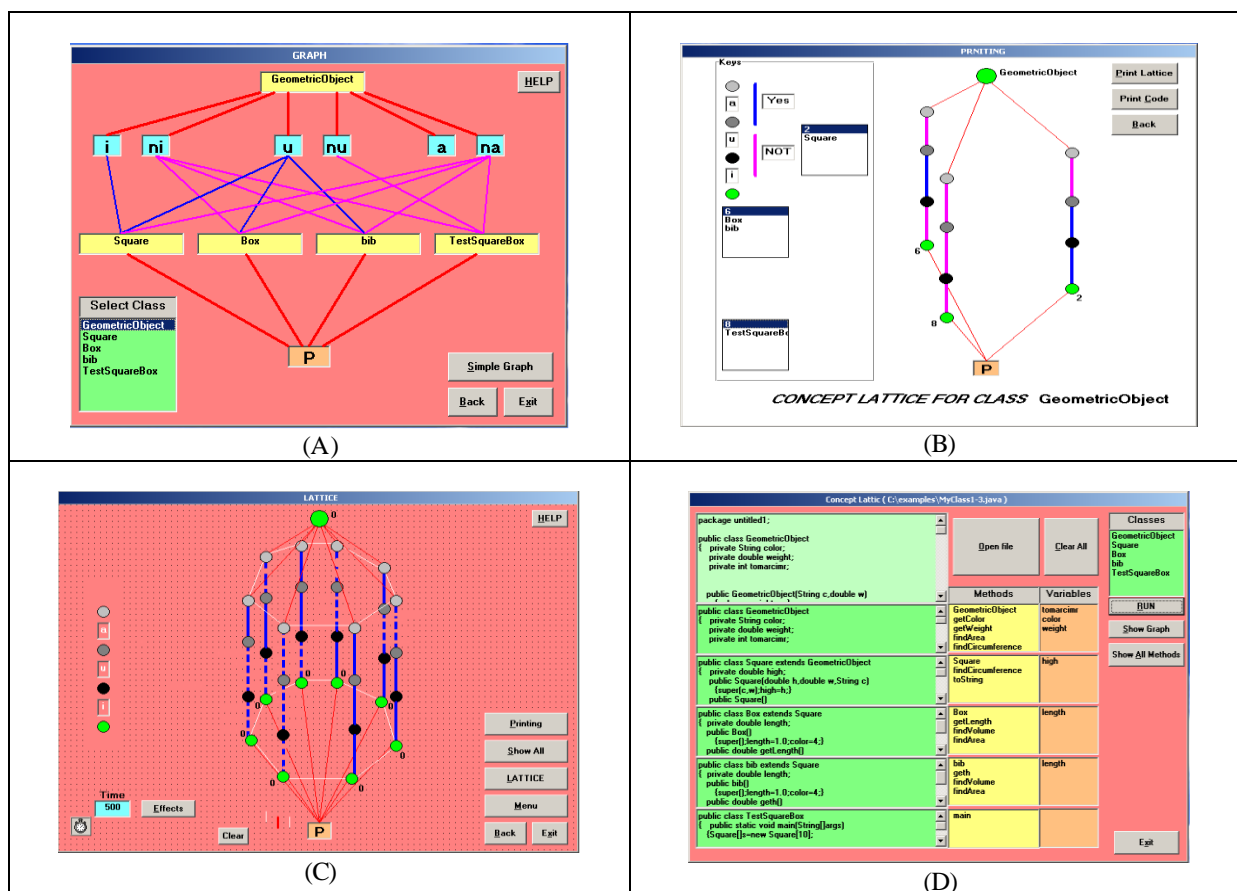 GRAPH
GeometricObject
HELP
i ni u nu a na
Square Box bib TestSquareBox
Select Class
GeometricObject
Square
Box
bib
TestSquareBox
P
Simple Graph
Back Exit
(A)
PRNITING
Keys
a
u
i
Yes
NOT
2
Square
6
Box
bib
8
TestSquareBo
GeometricObject
6
8
2
P
Print Lattice
Print Code
Back
CONCEPT LATTICE FOR CLASS GeometricObject
(B)
LATTICE
0
HELP
a
u
i
0 0 0
0 0
0 0
0
Time
500
Effects
Clear
P
Printing
Show All
LATTICE
Menu
Back Exit
(C)
Concept Lattic ( C:\examples\MyClass1-3.java )
package untitled1;
public class GeometricObject
{ private String color;
private double weight;
private int tomarcimr;
public GeometricObject(String c,double w)
Open file
Clear All
Classes
GeometricObject
Square
Box
bib
TestSquareBox
RUN
Show Graph
Show All Methods
Methods Variables
public class GeometricObject
{ private String color;
private double weight;
private int tomarcimr;
GeometricObject
getColor
getWeight
findArea
findCircumference
tomarcimr
color
weight
public class Square extends GeometricObject
{ private double high;
public Square(double h,double w,String c)
{super(c,w);high=h;}
public Square()
Square
findCircumference
toString
high
public class Box extends Square
{ private double length;
public Box()
{super();length=1.0;color=4;}
public double getLength()
Box
getLength
findVolume
findArea
length
public class bib extends Square
{ private double length;
public bib()
{super();length=1.0;color=4;}
public double geth()
bib
geth
findVolume
findArea
length
public class TestSquareBox
{ public static void main(String[]args)
{Square[]s=new Square[10];
main
Exit
(D)